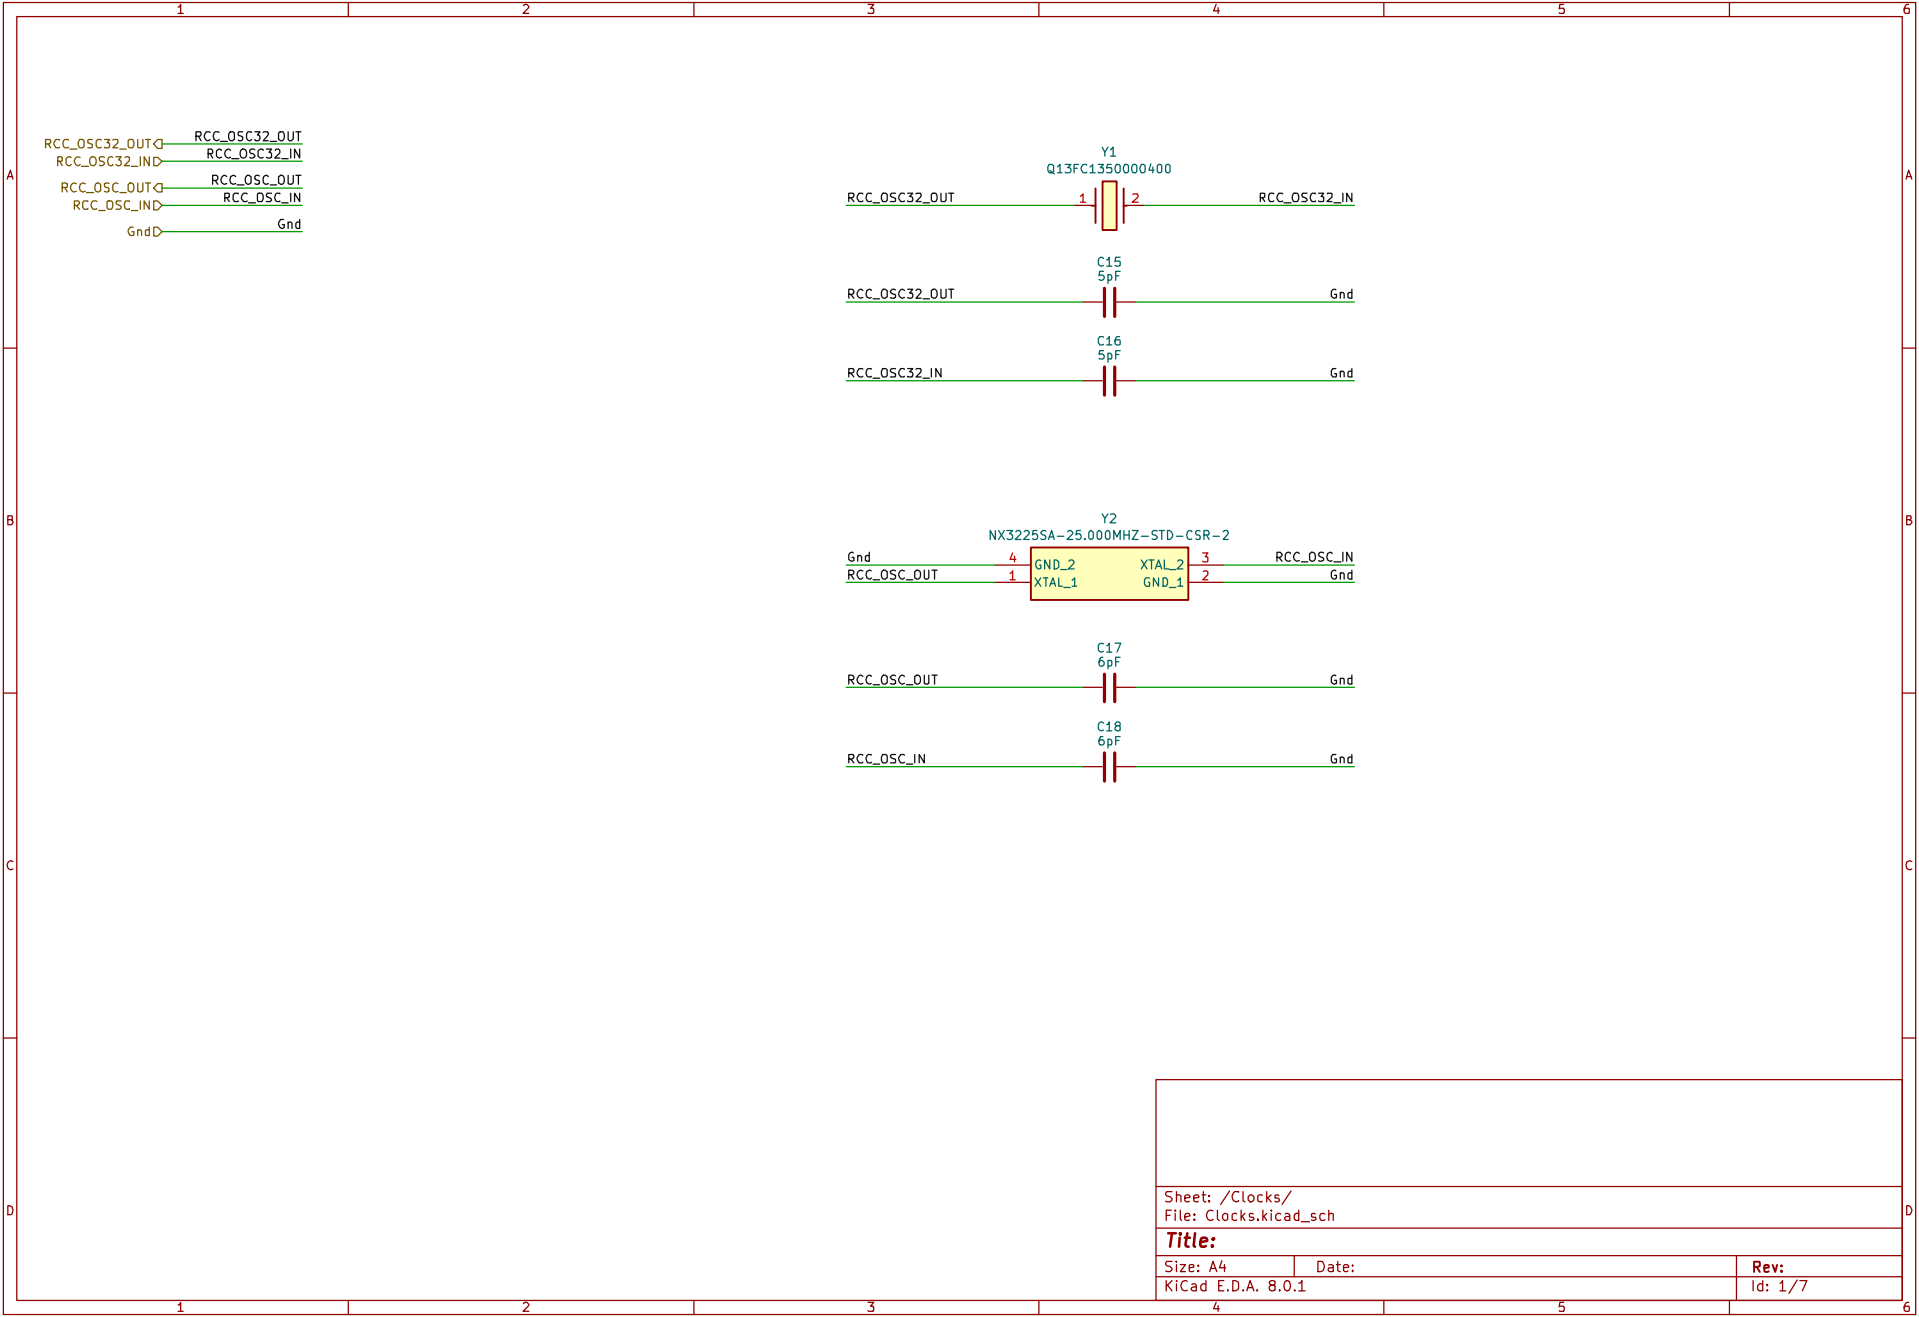 1 2 3 4 5 6
A A
B B
C C
D D
RCC_OSC32_OUT RCC_OSC32_OUT
RCC_OSC32_IN RCC_OSC32_IN
RCC_OSC_OUT RCC_OSC_OUT
RCC_OSC_IN RCC_OSC_IN
Gnd Gnd
Y1
Q13FC1350000400
RCC_OSC32_OUT 1 2 RCC_OSC32_IN
C15
5pF
RCC_OSC32_OUT Gnd
C16
5pF
RCC_OSC32_IN Gnd
Y2
NX3225SA-25.000MHZ-STD-CSR-2
Gnd 4 GND_2 XTAL_2 3 RCC_OSC_IN
RCC_OSC_OUT 1 XTAL_1 GND_1 2 Gnd
C17
6pF
RCC_OSC_OUT Gnd
C18
6pF
RCC_OSC_IN Gnd
Sheet: /Clocks/
File: Clocks.kicad_sch
Title:
Size: A4 Date: Rev:
KiCad E.D.A. 8.0.1 Id: 1/7
1 2 3 4 5 6